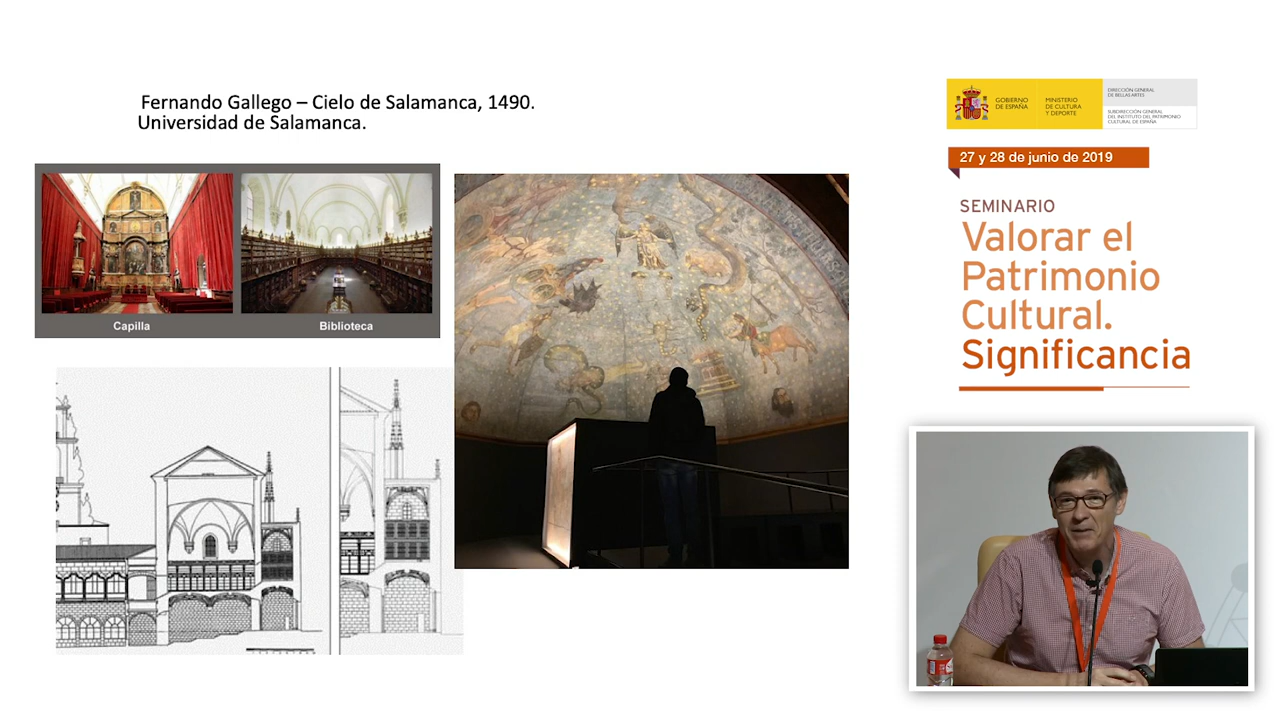 Fernando Gallego – Cielo de Salamanca, 1490.
Universidad de Salamanca.
Capilla
Biblioteca
GOBIERNO
DE ESPAÑA
MINISTERIO
DE CULTURA
Y DEPORTE
DIRECCIÓN GENERAL
DE BELLAS ARTES
SUBDIRECCIÓN GENERAL
DEL INSTITUTO DEL PATRIMONIO
CULTURAL DE ESPAÑA
27 y 28 de junio de 2019
SEMINARIO
Valorar el
Patrimonio
Cultural.
Significancia